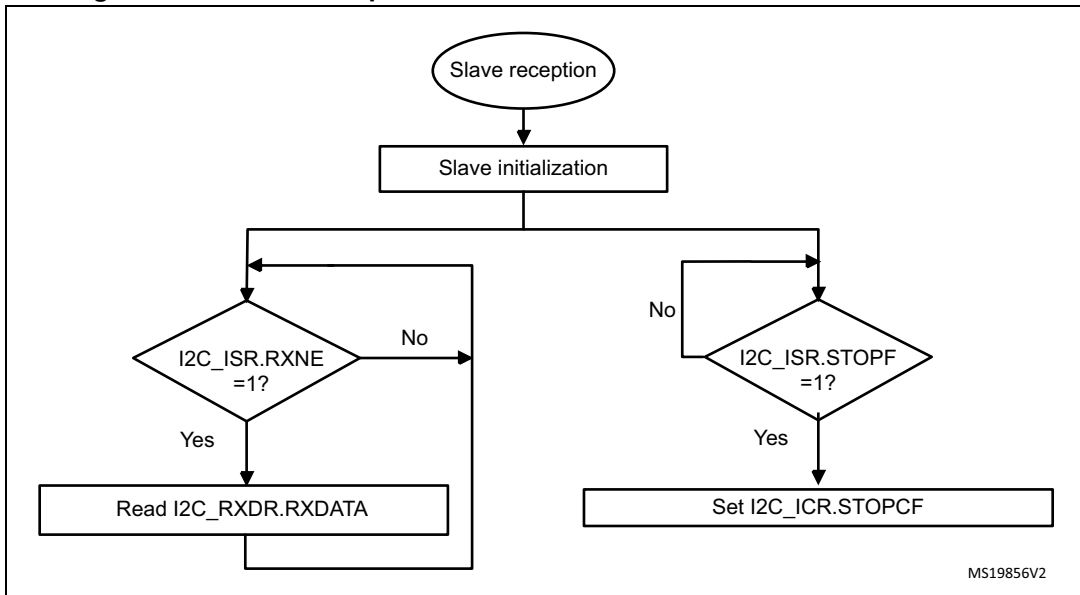 Slave reception
Slave initialization
No
I2C_ISR.RXNE
=1?
Yes
Read I2C_RXDR.RXDATA
No
I2C_ISR.STOPF
=1?
Yes
Set I2C_ICR.STOPCF
MS19856V2